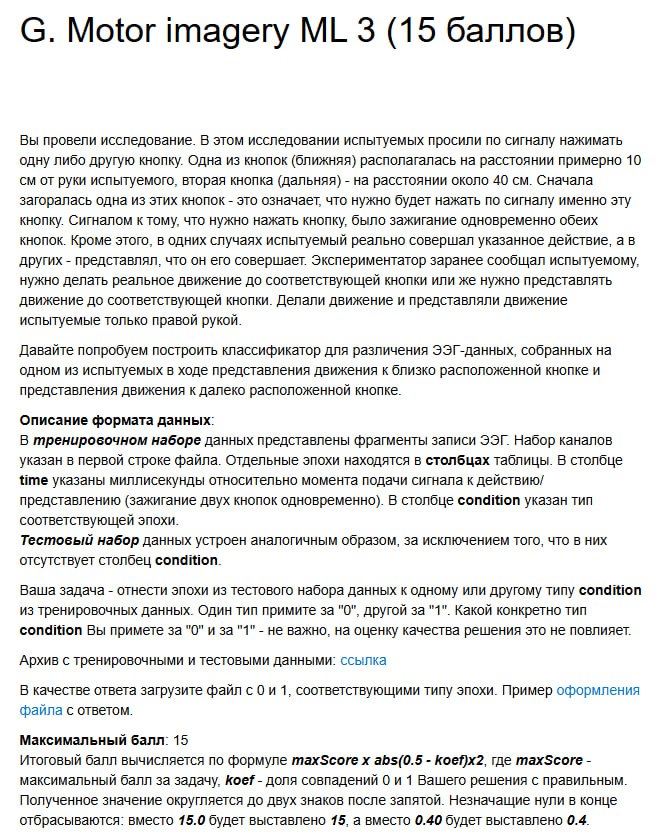 G. Motor imagery ML 3 (15 баллов)
Вы провели исследование. В этом исследовании испытуемых просили по сигналу нажимать
одну либо другую кнопку. Одна из кнопок (ближняя) располагалась на расстоянии примерно 10
см от руки испытуемого, вторая кнопка (дальняя) - на расстоянии около 40 см. Сначала
загоралась одна из этих кнопок - это означает, что нужно будет нажать по сигналу именно эту
кнопку. Сигналом к тому, что нужно нажать кнопку, было зажигание одновременно обеих
кнопок. Кроме этого, в одних случаях испытуемый реально совершал указанное действие, а в
других - представлял, что он его совершает. Экспериментатор заранее сообщал испытуемому,
нужно делать реальное движение до соответствующей кнопки или же нужно представлять
движение до соответствующей кнопки. Делали движение и представляли движение
испытуемые только правой рукой.
Давайте попробуем построить классификатор для различения ЭЭГ-данных, собранных на
одном из испытуемых в ходе представления движения к близко расположенной кнопке и
представления движения к далеко расположенной кнопке.
Описание формата данных:
В тренировочном наборе данных представлены фрагменты записи ЭЭГ. Набор каналов
указан в первой строке файла. Отдельные эпохи находятся в столбцах таблицы. В столбце
time указаны миллисекунды относительно момента подачи сигнала к действию/
представлению (зажигание двух кнопок одновременно). В столбце condition указан тип
соответствующей эпохи.
Тестовый набор данных устроен аналогичным образом, за исключением того, что в них
отсутствует столбец condition.
Ваша задача - отнести эпохи из тестового набора данных к одному или другому типу condition
из тренировочных данных. Один тип примите за "0", другой за "1". Какой конкретно тип
condition Вы примете за "0" и за "1" - не важно, на оценку качества решения это не повлияет.
Архив с тренировочными и тестовыми данными: ссылка
В качестве ответа загрузите файл с 0 и 1, соответствующими типу эпохи. Пример оформления
файла с ответом.
Максимальный балл: 15
Итоговый балл вычисляется по формуле maxScore x abs(0.5 - koef)x2, где maxScore -
максимальный балл за задачу, koef - доля совпадений 0 и 1 Вашего решения с правильным.
Полученное значение округляется до двух знаков после запятой. Незначащие нули в конце
отбрасываются: вместо 15.0 будет выставлено 15, а вместо 0.40 будет выставлено 0.4.